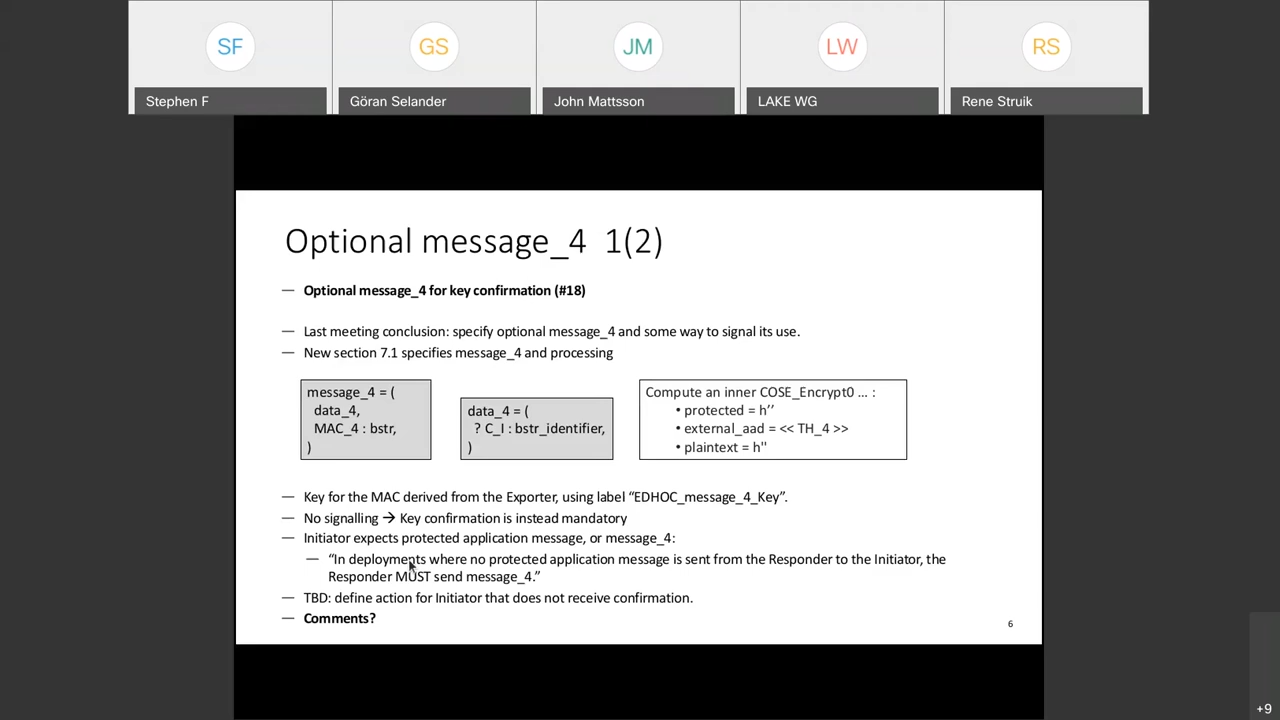 SF
GS
JM
LW
RS
Stephen F
Göran Selander
John Mattsson
LAKE WG
Rene Struik
Optional message_4 1(2)
— Optional message_4 for key confirmation (#18)
— Last meeting conclusion: specify optional message_4 and some way to signal its use.
— New section 7.1 specifies message_4 and processing
message_4 = (
data_4,
MAC_4 : bstr,
)
data_4 = (
? C_I : bstr_identifier,
)
Compute an inner COSE_Encrypt0 ... :
• protected = h’’
• external_aad = << TH_4 >>
• plaintext = h''
— Key for the MAC derived from the Exporter, using label “EDHOC_message_4_Key”.
— No signalling → Key confirmation is instead mandatory
— Initiator expects protected application message, or message_4:
— “In deployments where no protected application message is sent from the Responder to the Initiator, the
Responder MUST send message_4.”
— TBD: define action for Initiator that does not receive confirmation.
— Comments?
6
+9